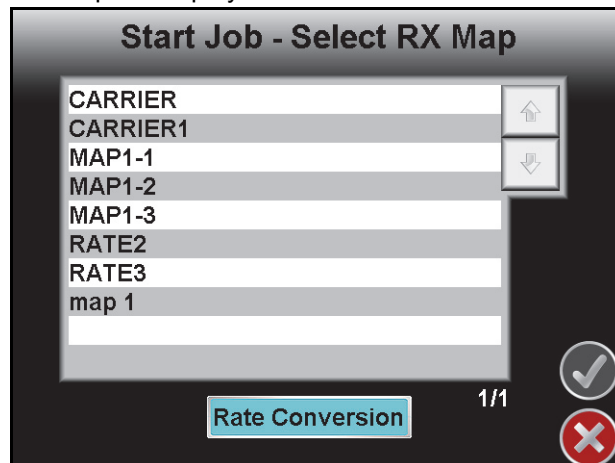 Start Job - Select RX Map
CARRIER
CARRIER1
MAP1-1
MAP1-2
MAP1-3
RATE2
RATE3
map 1
1/1
Rate Conversion